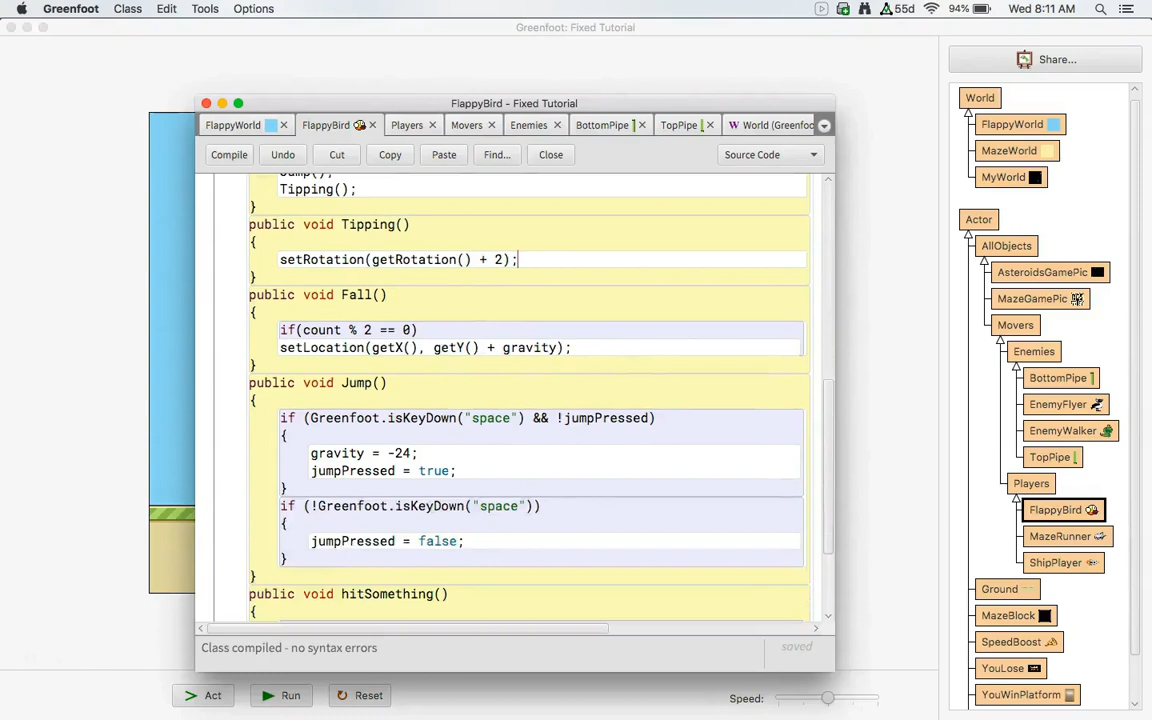 Greenfoot Class Edit Tools Options 55d 94% Wed 8:11 AM
Greenfoot: Fixed Tutorial
Share...
World
FlappyWorld
MazeWorld
MyWorld
Actor
AllObjects
AsteroidsGamePic
MazeGamePic
Movers
Enemies
BottomPipe
EnemyFlyer
EnemyWalker
TopPipe
Players
FlappyBird
MazeRunner
ShipPlayer
Ground
MazeBlock
SpeedBoost
YouLose
YouWinPlatform
FlappyBird - Fixed Tutorial
FlappyWorld FlappyBird Players Movers Enemies BottomPipe TopPipe W World (Greenfoo
Compile Undo Cut Copy Paste Find... Close Source Code
Jump();
Tipping();
}
public void Tipping()
{
setRotation(getRotation() + 2);
}
public void Fall()
{
if(count % 2 == 0)
setLocation(getX(), getY() + gravity);
}
public void Jump()
{
if (Greenfoot.isKeyDown("space") && !jumpPressed)
{
gravity = -24;
jumpPressed = true;
}
if (!Greenfoot.isKeyDown("space"))
{
jumpPressed = false;
}
}
public void hitSomething()
{
Class compiled - no syntax errors
saved
Act Run Reset Speed: